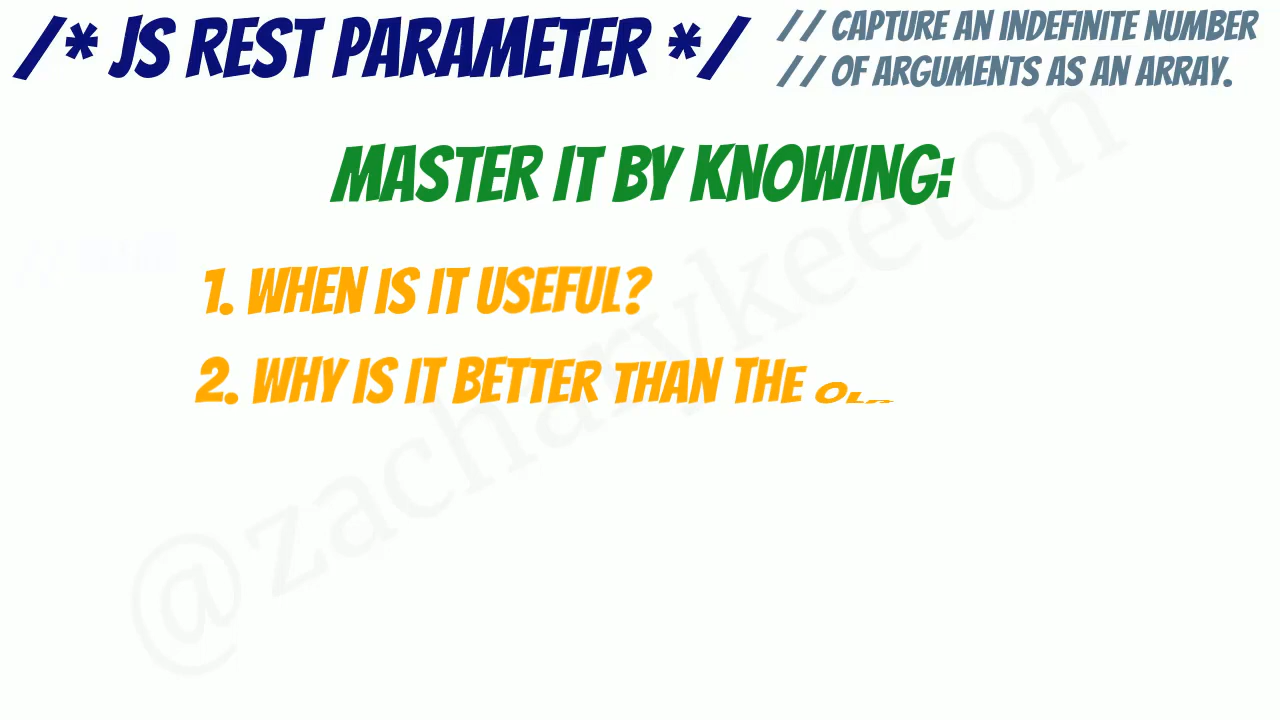 /* JS REST PARAMETER */
// CAPTURE AN INDEFINITE NUMBER
// OF ARGUMENTS AS AN ARRAY.
MASTER IT BY KNOWING:
1. WHEN IS IT USEFUL?
2. WHY IS IT BETTER THAN THE
@zacharykeeton